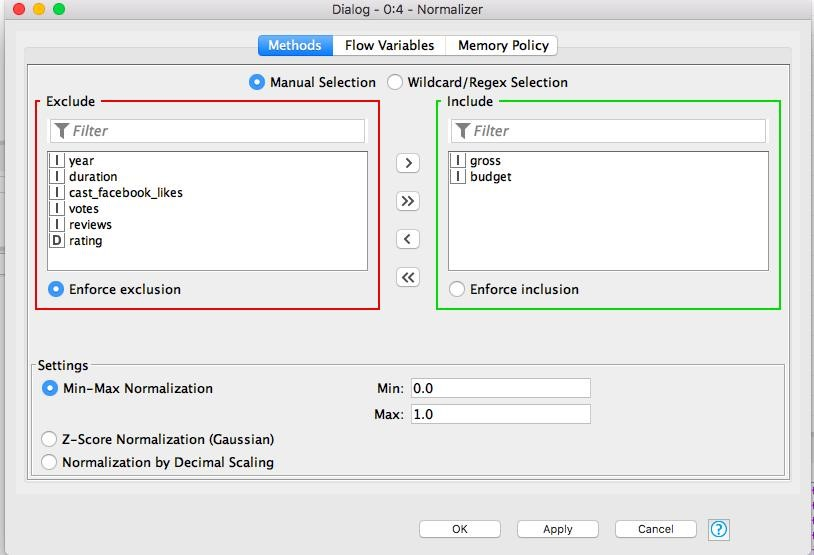 Dialog - 0:4 - Normalizer
Methods Flow Variables Memory Policy
Manual Selection Wildcard/Regex Selection
Exclude
Filter
I year
I duration
I cast_facebook_likes
I votes
I reviews
D rating
Enforce exclusion
>
>>
<
<<
Include
Filter
I gross
I budget
Enforce inclusion
Settings
Min-Max Normalization Min: 0.0
Max: 1.0
Z-Score Normalization (Gaussian)
Normalization by Decimal Scaling
OK Apply Cancel ?